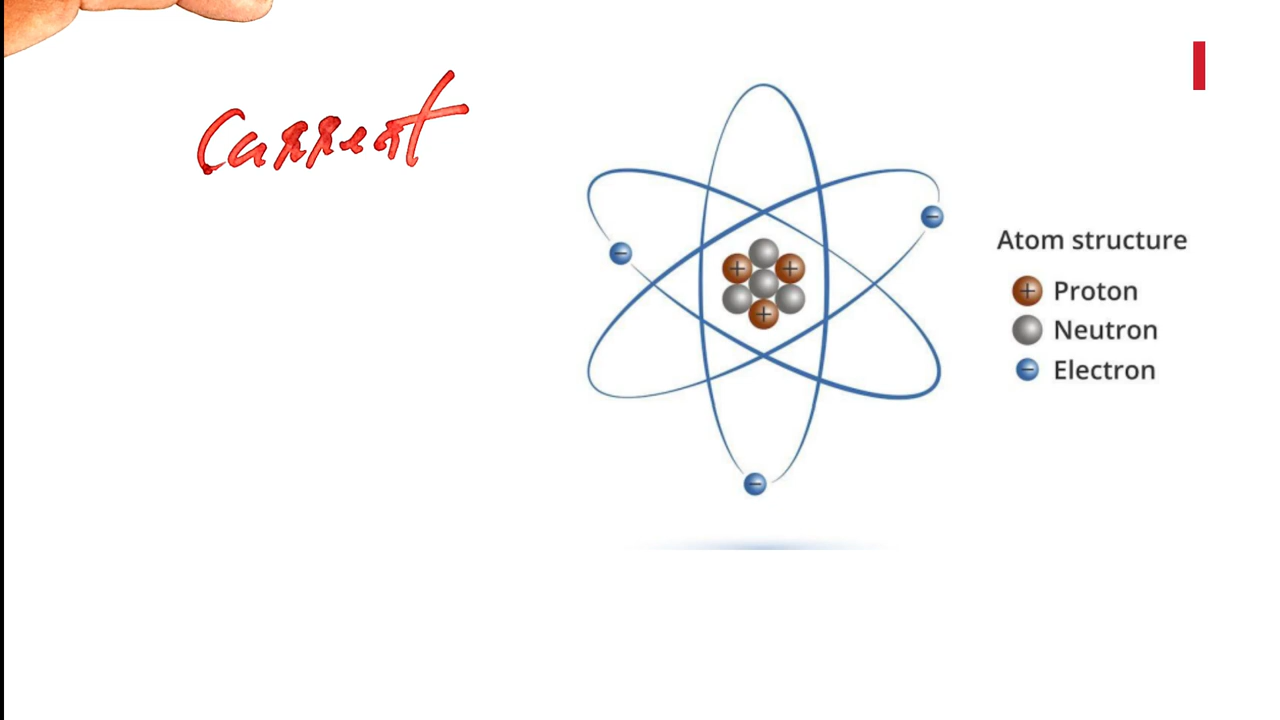 Current
Atom structure
+ Proton
Neutron
− Electron